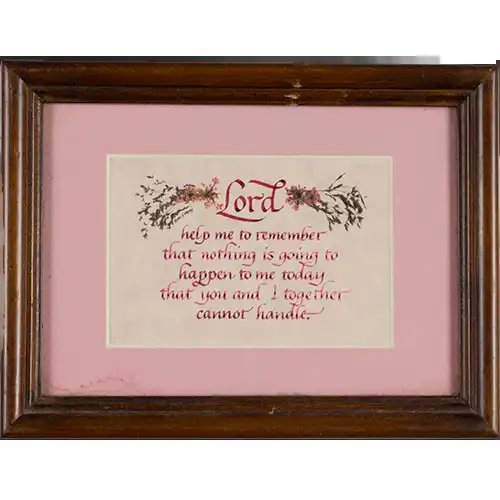 Lord
help me to remember
that nothing is going to
happen to me today
that you and I together
cannot handle.